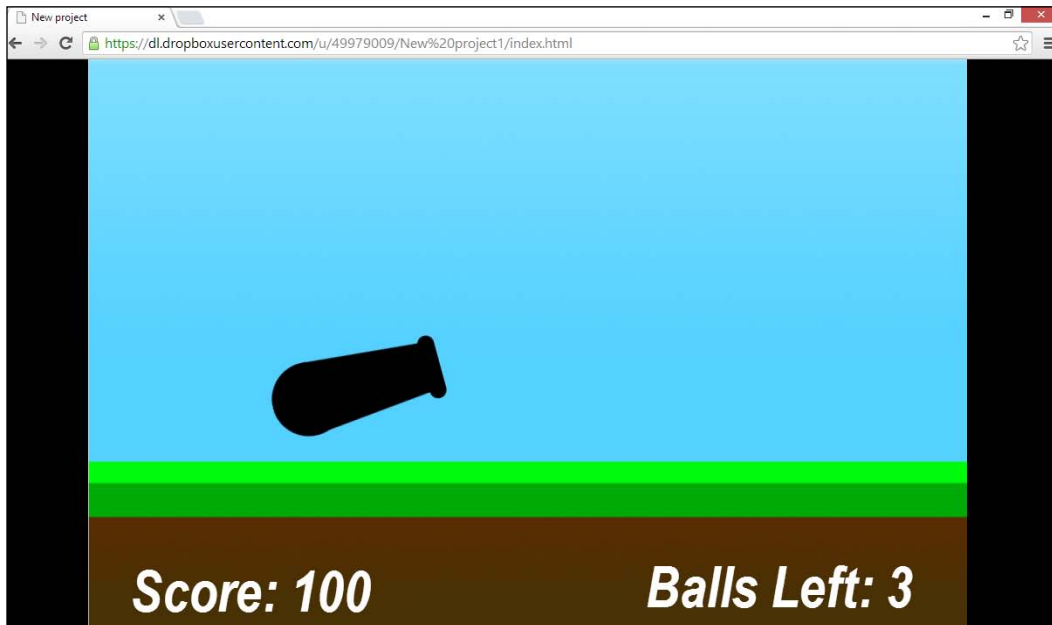 New project
https://dl.dropboxusercontent.com/u/49979009/New%20project1/index.html
Score: 100
Balls Left: 3